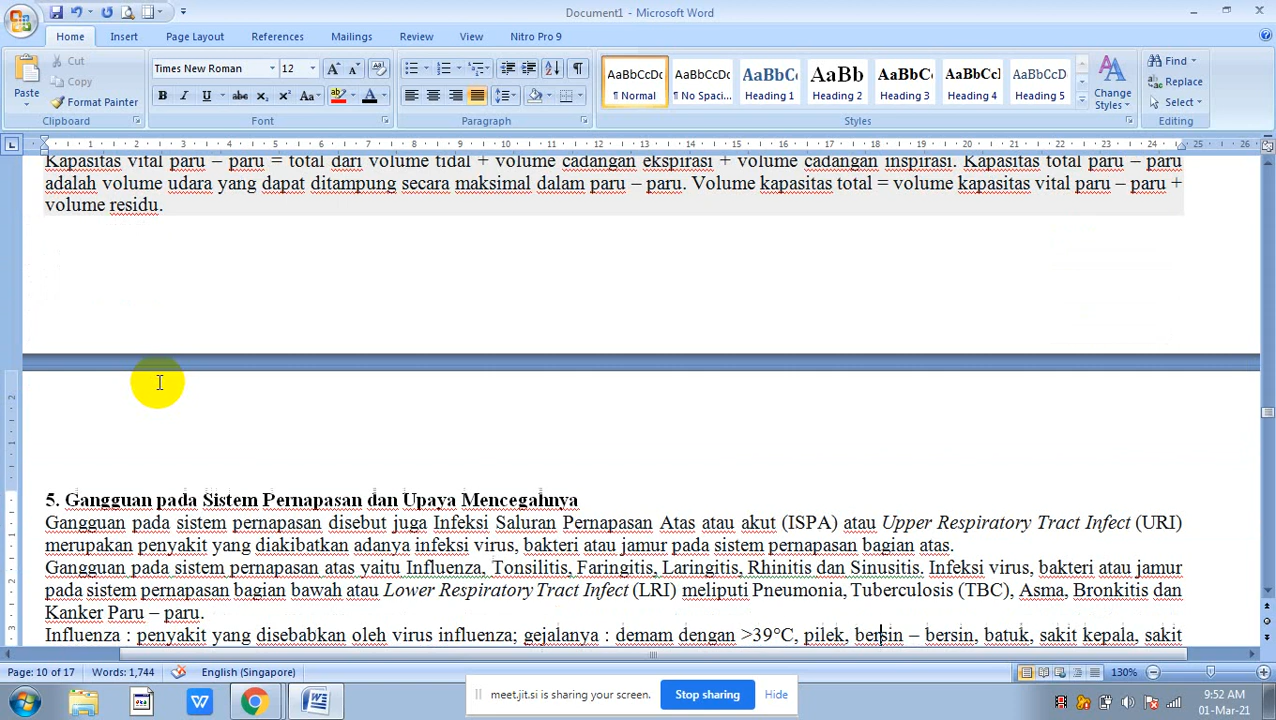 Document1 - Microsoft Word
Home Insert Page Layout References Mailings Review View Nitro Pro 9
Paste Cut Copy Format Painter
Times New Roman 12
AaBbCcDc AaBbCcDc AaBbC AaBb AaBbC AaBbCcI AaBbCcD
¶ Normal ¶ No Spaci... Heading 1 Heading 2 Heading 3 Heading 4 Heading 5
Change Styles
Find Replace Select
Clipboard Font Paragraph Styles Editing
Kapasitas vital paru – paru = total dari volume tidal + volume cadangan ekspirasi + volume cadangan inspirasi. Kapasitas total paru – paru
adalah volume udara yang dapat ditampung secara maksimal dalam paru – paru. Volume kapasitas total = volume kapasitas vital paru – paru +
volume residu.
5. Gangguan pada Sistem Pernapasan dan Upaya Mencegahnya
Gangguan pada sistem pernapasan disebut juga Infeksi Saluran Pernapasan Atas atau akut (ISPA) atau Upper Respiratory Tract Infect (URI)
merupakan penyakit yang diakibatkan adanya infeksi virus, bakteri atau jamur pada sistem pernapasan bagian atas.
Gangguan pada sistem pernapasan atas yaitu Influenza, Tonsilitis, Faringitis, Laringitis, Rhinitis dan Sinusitis. Infeksi virus, bakteri atau jamur
pada sistem pernapasan bagian bawah atau Lower Respiratory Tract Infect (LRI) meliputi Pneumonia, Tuberculosis (TBC), Asma, Bronkitis dan
Kanker Paru – paru.
Influenza : penyakit yang disebabkan oleh virus influenza; gejalanya : demam dengan >39°C, pilek, bersin – bersin, batuk, sakit kepala, sakit
Page: 10 of 17 Words: 1,744 English (Singapore) 130%
meet.jit.si is sharing your screen. Stop sharing Hide
9:52 AM
01-Mar-21